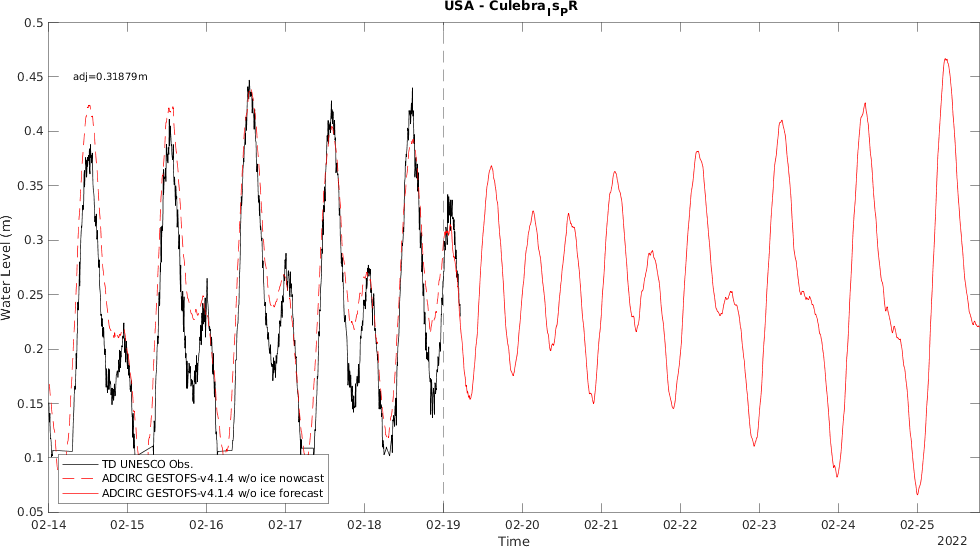 USA - CulebraIsPR
0.5
0.45
0.4
0.35
0.3
0.25
0.2
0.15
0.1
0.05
Water Level (m)
adj=0.31879m
TD UNESCO Obs.
ADCIRC GESTOFS-v4.1.4 w/o ice nowcast
ADCIRC GESTOFS-v4.1.4 w/o ice forecast
02-14 02-15 02-16 02-17 02-18 02-19 02-20 02-21 02-22 02-23 02-24 02-25
Time
2022